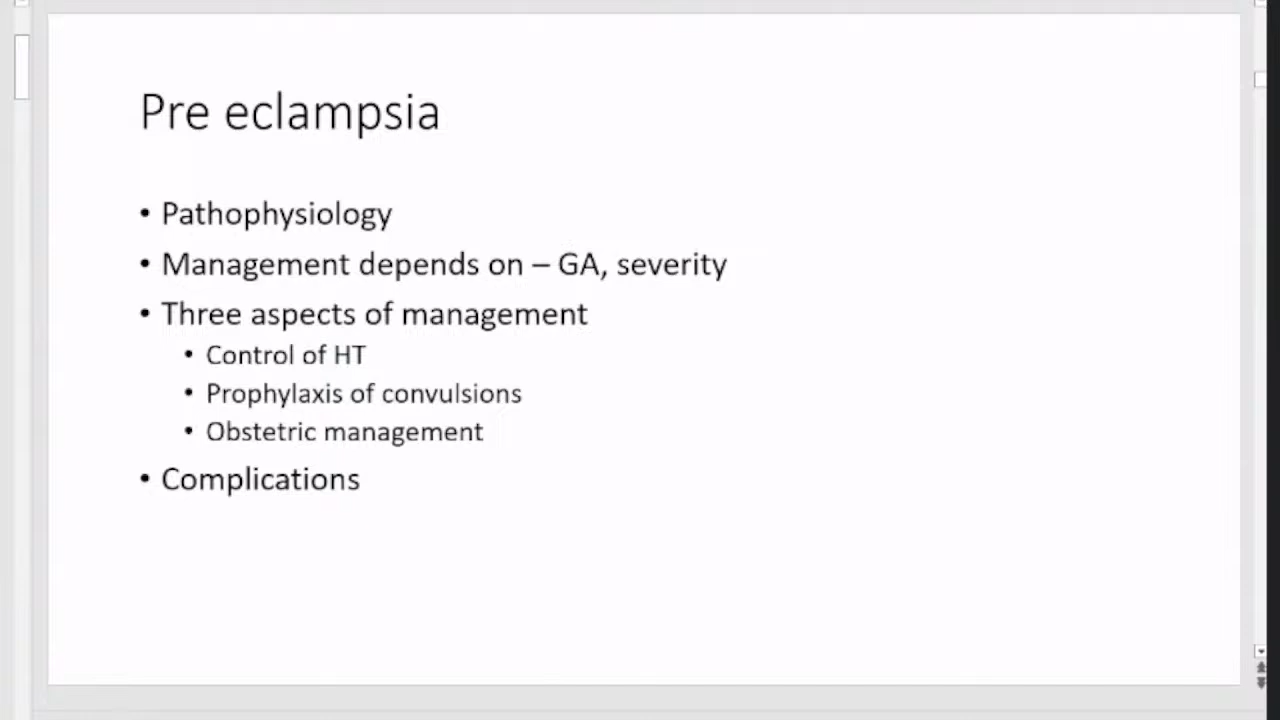 Pre eclampsia
• Pathophysiology
• Management depends on – GA, severity
• Three aspects of management
• Control of HT
• Prophylaxis of convulsions
• Obstetric management
• Complications